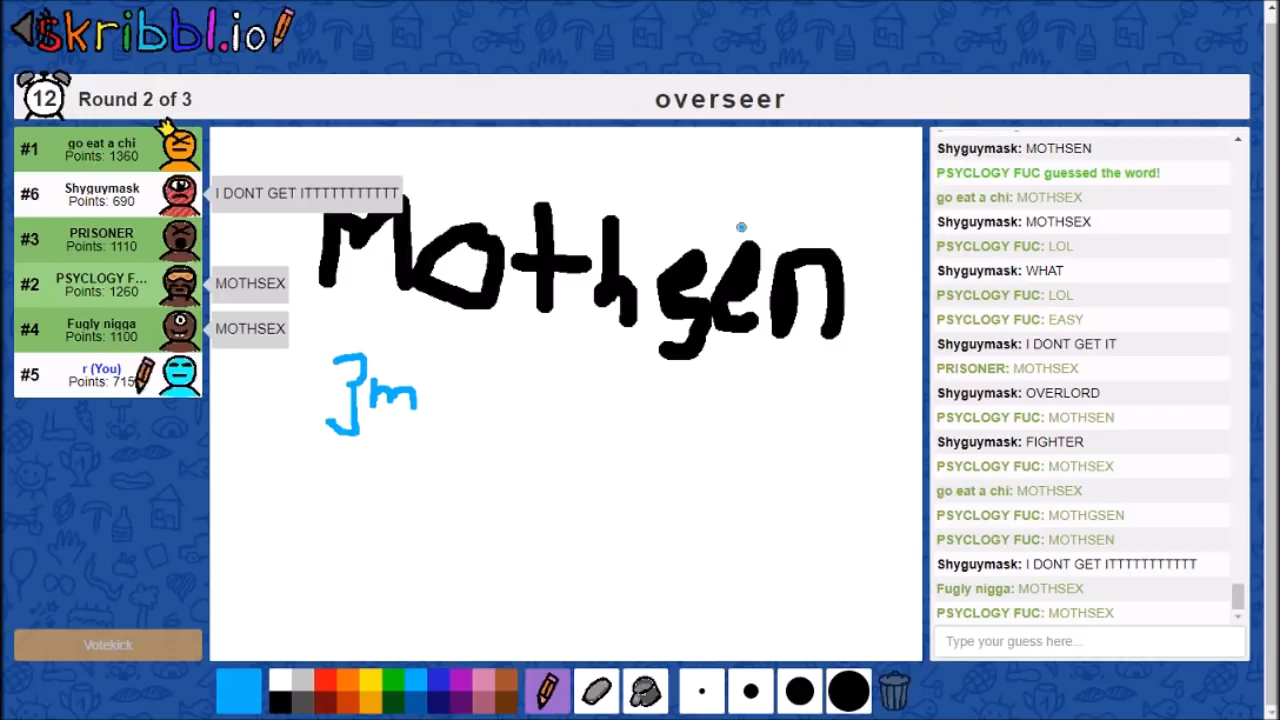 skribbl.io
12 Round 2 of 3
overseer
#1 go eat a chi Points: 1360
#6 Shyguymask Points: 690
I DONT GET ITTTTTTTTTTT
#3 PRISONER Points: 1110
#2 PSYCLOGY F... Points: 1260
MOTHSEX
#4 Fugly nigga Points: 1100
MOTHSEX
#5 r (You) Points: 715
Votekick
Mothgen
m
Shyguymask: MOTHSEN
PSYCLOGY FUC guessed the word!
go eat a chi: MOTHSEX
Shyguymask: MOTHSEX
PSYCLOGY FUC: LOL
Shyguymask: WHAT
PSYCLOGY FUC: LOL
PSYCLOGY FUC: EASY
Shyguymask: I DONT GET IT
PRISONER: MOTHSEX
Shyguymask: OVERLORD
PSYCLOGY FUC: MOTHSEN
Shyguymask: FIGHTER
PSYCLOGY FUC: MOTHSEX
go eat a chi: MOTHSEX
PSYCLOGY FUC: MOTHGSEN
PSYCLOGY FUC: MOTHSEN
Shyguymask: I DONT GET ITTTTTTTTTTT
Fugly nigga: MOTHSEX
PSYCLOGY FUC: MOTHSEX
Type your guess here...